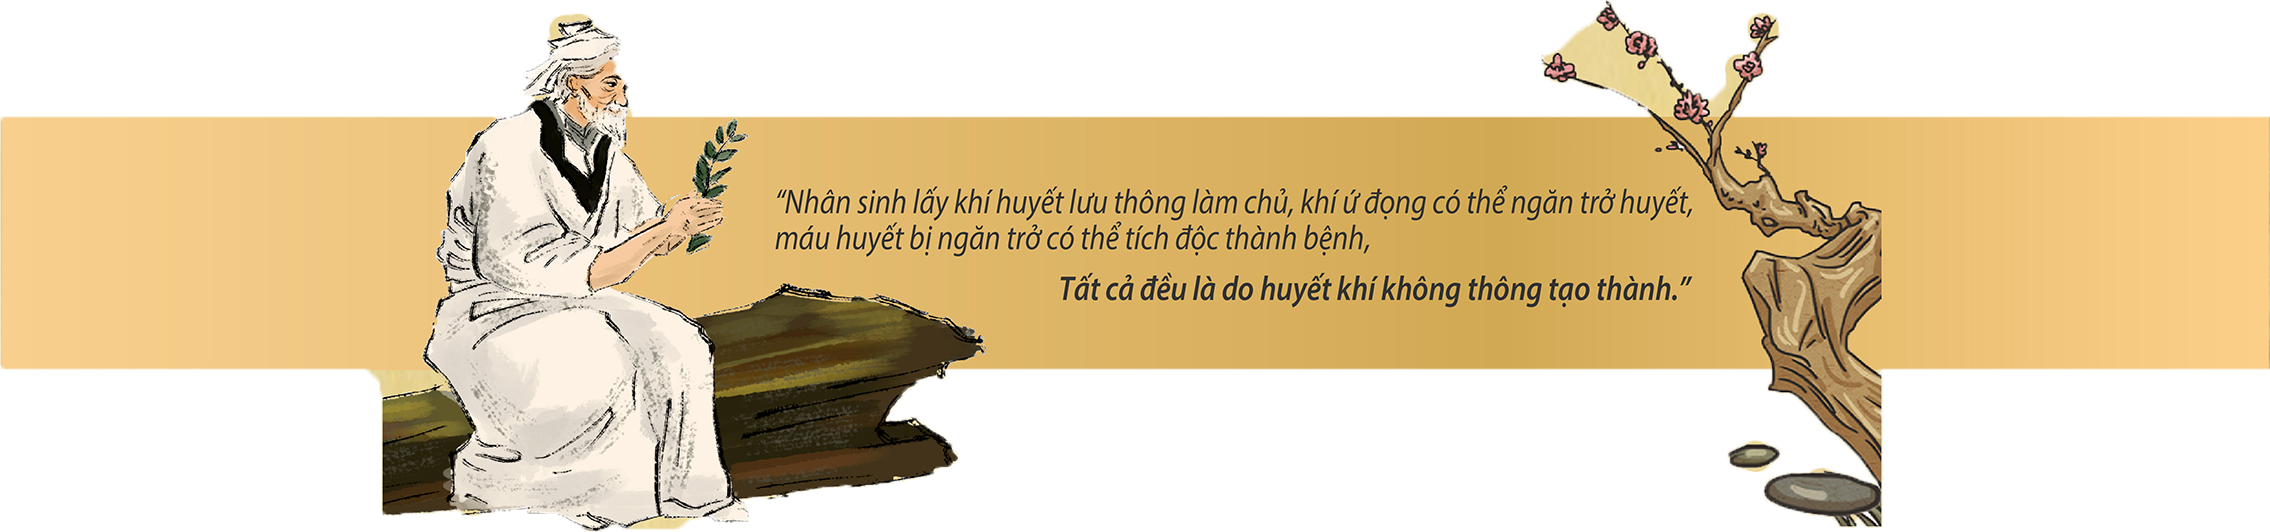 “Nhân sinh lấy khí huyết lưu thông làm chủ, khí ứ đọng có thể ngăn trở huyết,
máu huyết bị ngăn trở có thể tích độc thành bệnh,
Tất cả đều là do huyết khí không thông tạo thành.”